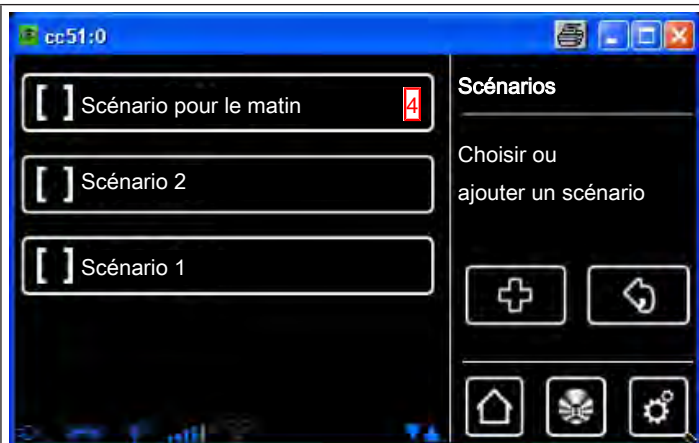 cc51:0
Scénario pour le matin 4
Scénario 2
Scénario 1
Scénarios
Choisir ou
ajouter un scénario